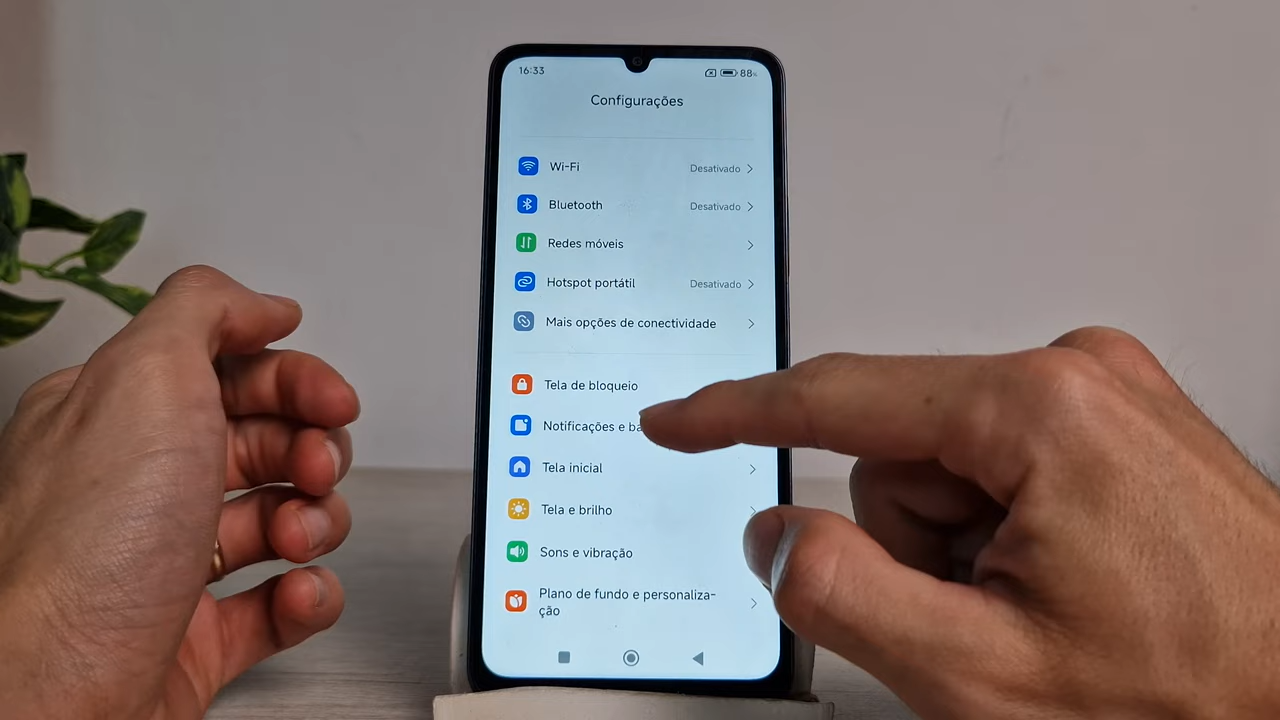 16:33
88
Configurações
Wi-Fi
Desativado
Bluetooth
Desativado
Redes móveis
Hotspot portátil
Desativado
Mais opções de conectividade
Tela de bloqueio
Notificações e
Tela inicial
Tela e brilho
Sons e vibração
Plano de fundo e personaliza-
ção